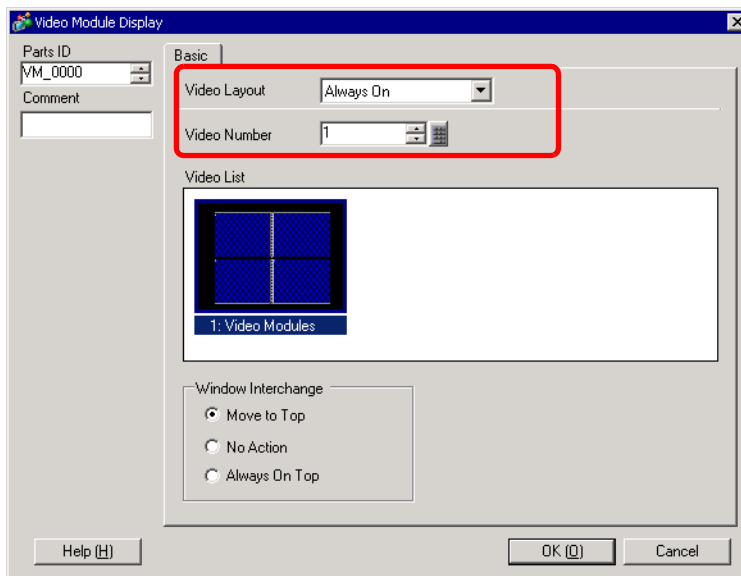 Video Module Display
Parts ID
VM_0000
Comment
Basic
Video Layout Always On
Video Number 1
Video List
1: Video Modules
Window Interchange
Move to Top
No Action
Always On Top
Help (H) OK (O) Cancel